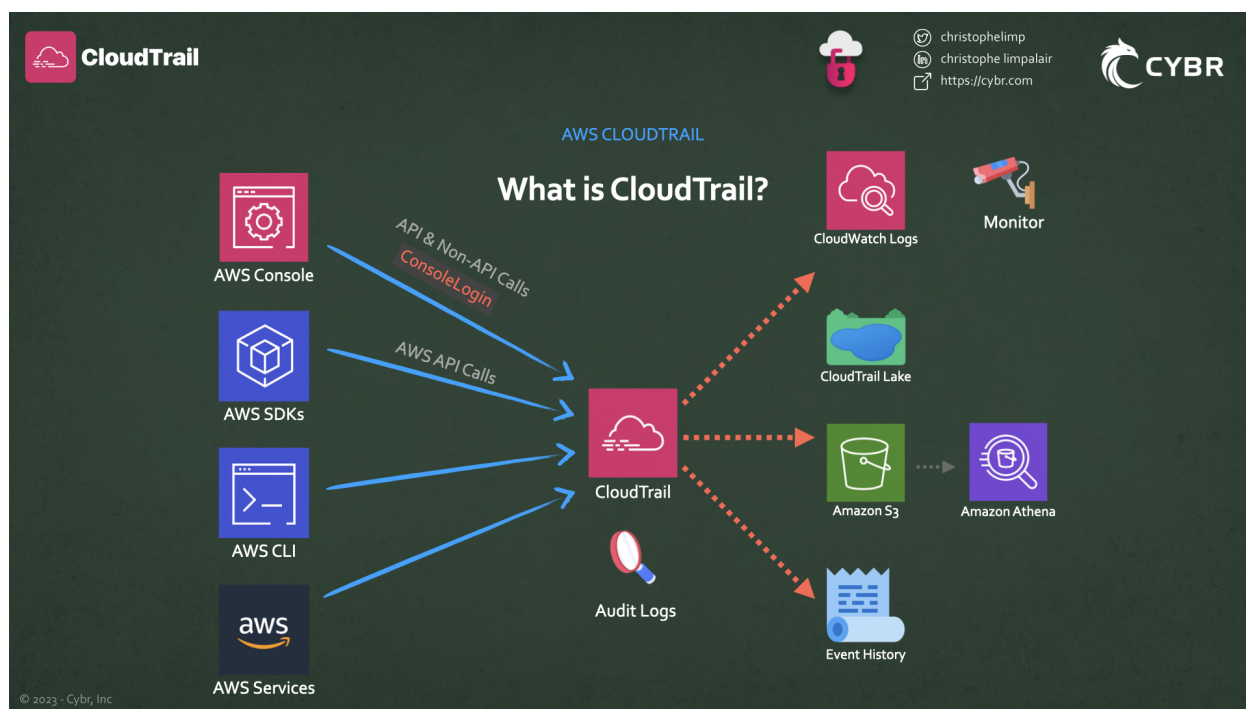 CloudTrail
christophelimp
christophe limpalair
https://cybr.com
CYBR
AWS CLOUDTRAIL
What is CloudTrail?
AWS Console
API & Non-API Calls
ConsoleLogin
AWS SDKs
AWS API Calls
AWS CLI
aws
AWS Services
CloudTrail
Audit Logs
CloudWatch Logs
Monitor
CloudTrail Lake
Amazon S3
Amazon Athena
Event History
© 2023 - Cybr, Inc